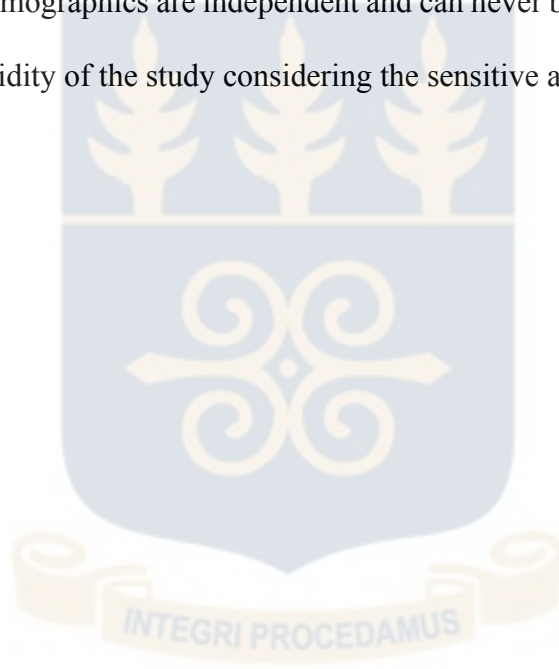 mographics are independent and can never b
idity of the study considering the sensitive a
INTEGRI PROCEDAMUS